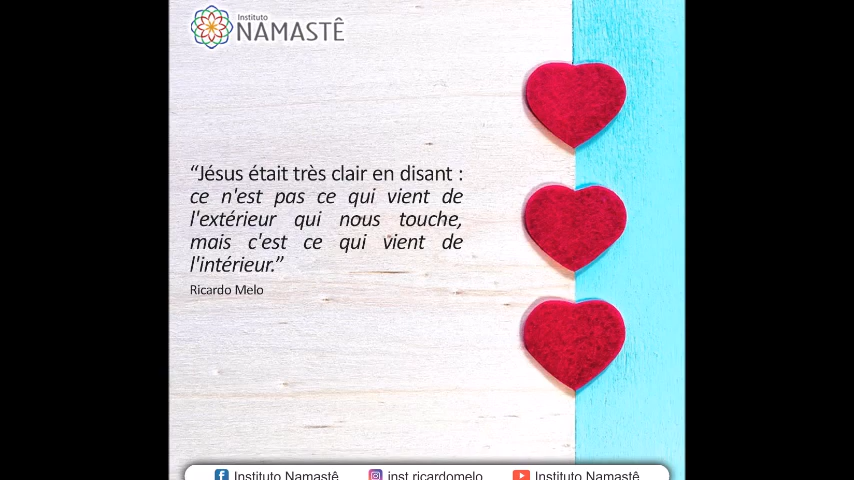 Instituto
NAMASTÊ
“Jésus était très clair en disant :
ce n'est pas ce qui vient de
l'extérieur qui nous touche,
mais c'est ce qui vient de
l'intérieur.”
Ricardo Melo
Instituto Namastê inst.ricardomelo Instituto Namastê